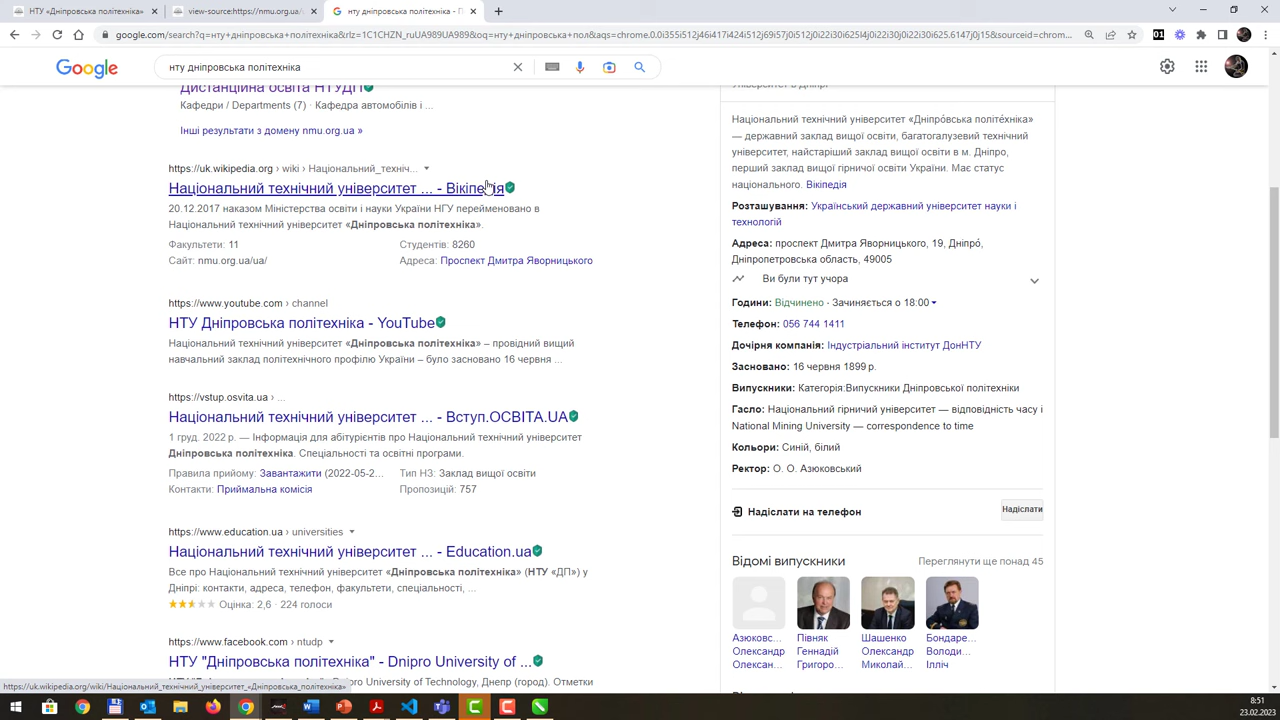 НТУ «Дніпровська політехніка»
view-source:https://nmu.org.ua/u
нту дніпровська політехніка - П
google.com/search?q=нту+дніпровська+політехніка&rlz=1C1CHZN_ruUA989UA989&oq=нту+дніпровська+пол&aqs=chrome.0.0i355i512j46i417i424i512j69i57j0i512j0i22i30i625l4j0i22i30j0i22i30i625.6147j0j15&sourceid=chrom...
01
Google
нту дніпровська політехніка
Дистанційна освіта НТУДП
Кафедри / Departments (7) · Кафедра автомобілів і ...
Інші результати з домену nmu.org.ua »
https://uk.wikipedia.org › wiki › Національний_техніч...
Національний технічний університет ... - Вікіпедія
20.12.2017 наказом Міністерства освіти і науки України НГУ перейменовано в
Національний технічний університет «Дніпровська політехніка».
Факультети: 11
Студентів: 8260
Сайт: nmu.org.ua/ua/
Адреса: Проспект Дмитра Яворницького
https://www.youtube.com › channel
НТУ Дніпровська політехніка - YouTube
Національний технічний університет «Дніпровська політехніка» – провідний вищий
навчальний заклад політехнічного профілю України – було засновано 16 червня ...
https://vstup.osvita.ua › ...
Національний технічний університет ... - Вступ.ОСВІТА.UA
1 груд. 2022 р. — Інформація для абітурієнтів про Національний технічний університет
Дніпровська політехніка. Спеціальності та освітні програми.
Правила прийому: Завантажити (2022-05-2...
Тип НЗ: Заклад вищої освіти
Контакти: Приймальна комісія
Пропозицій: 757
https://www.education.ua › universities
Національний технічний університет ... - Education.ua
Все про Національний технічний університет «Дніпровська політехніка» (НТУ «ДП») у
Дніпрі: контакти, адреса, телефон, факультети, спеціальності, ...
Оцінка: 2,6 · 224 голоси
https://www.facebook.com › ntudp
НТУ "Дніпровська політехніка" - Dnipro University of ...
Dnipro University of Technology, Днепр (город). Отметки
https://uk.wikipedia.org/wiki/Національний_технічний_університет_«Дніпровська_політехніка»
Університет в Дніпрі
Національний технічний університет «Дніпро́вська політе́хніка»
— державний заклад вищої освіти, багатогалузевий технічний
університет, найстаріший заклад вищої освіти в м. Дніпро,
перший заклад вищої гірничої освіти України. Має статус
національного. Вікіпедія
Розташування: Український державний університет науки і
технологій
Адреса: проспект Дмитра Яворницького, 19, Дніпро́,
Дніпропетровська область, 49005
Ви були тут учора
Години: Відчинено · Зачиняється о 18:00
Телефон: 056 744 1411
Дочірня компанія: Індустріальний інститут ДонНТУ
Засновано: 16 червня 1899 р.
Випускники: Категорія:Випускники Дніпровської політехніки
Гасло: Національний гірничий університет — відповідність часу і
National Mining University — correspondence to time
Кольори: Синій, білий
Ректор: О. О. Азюковський
Надіслати на телефон
Надіслати
Відомі випускники
Переглянути ще понад 45
Азюковс...
Олександр
Олексан...
Півняк
Геннадій
Григоро...
Шашенко
Олександр
Миколай...
Бондаре...
Володи...
Ілліч
8:51
23.02.2023